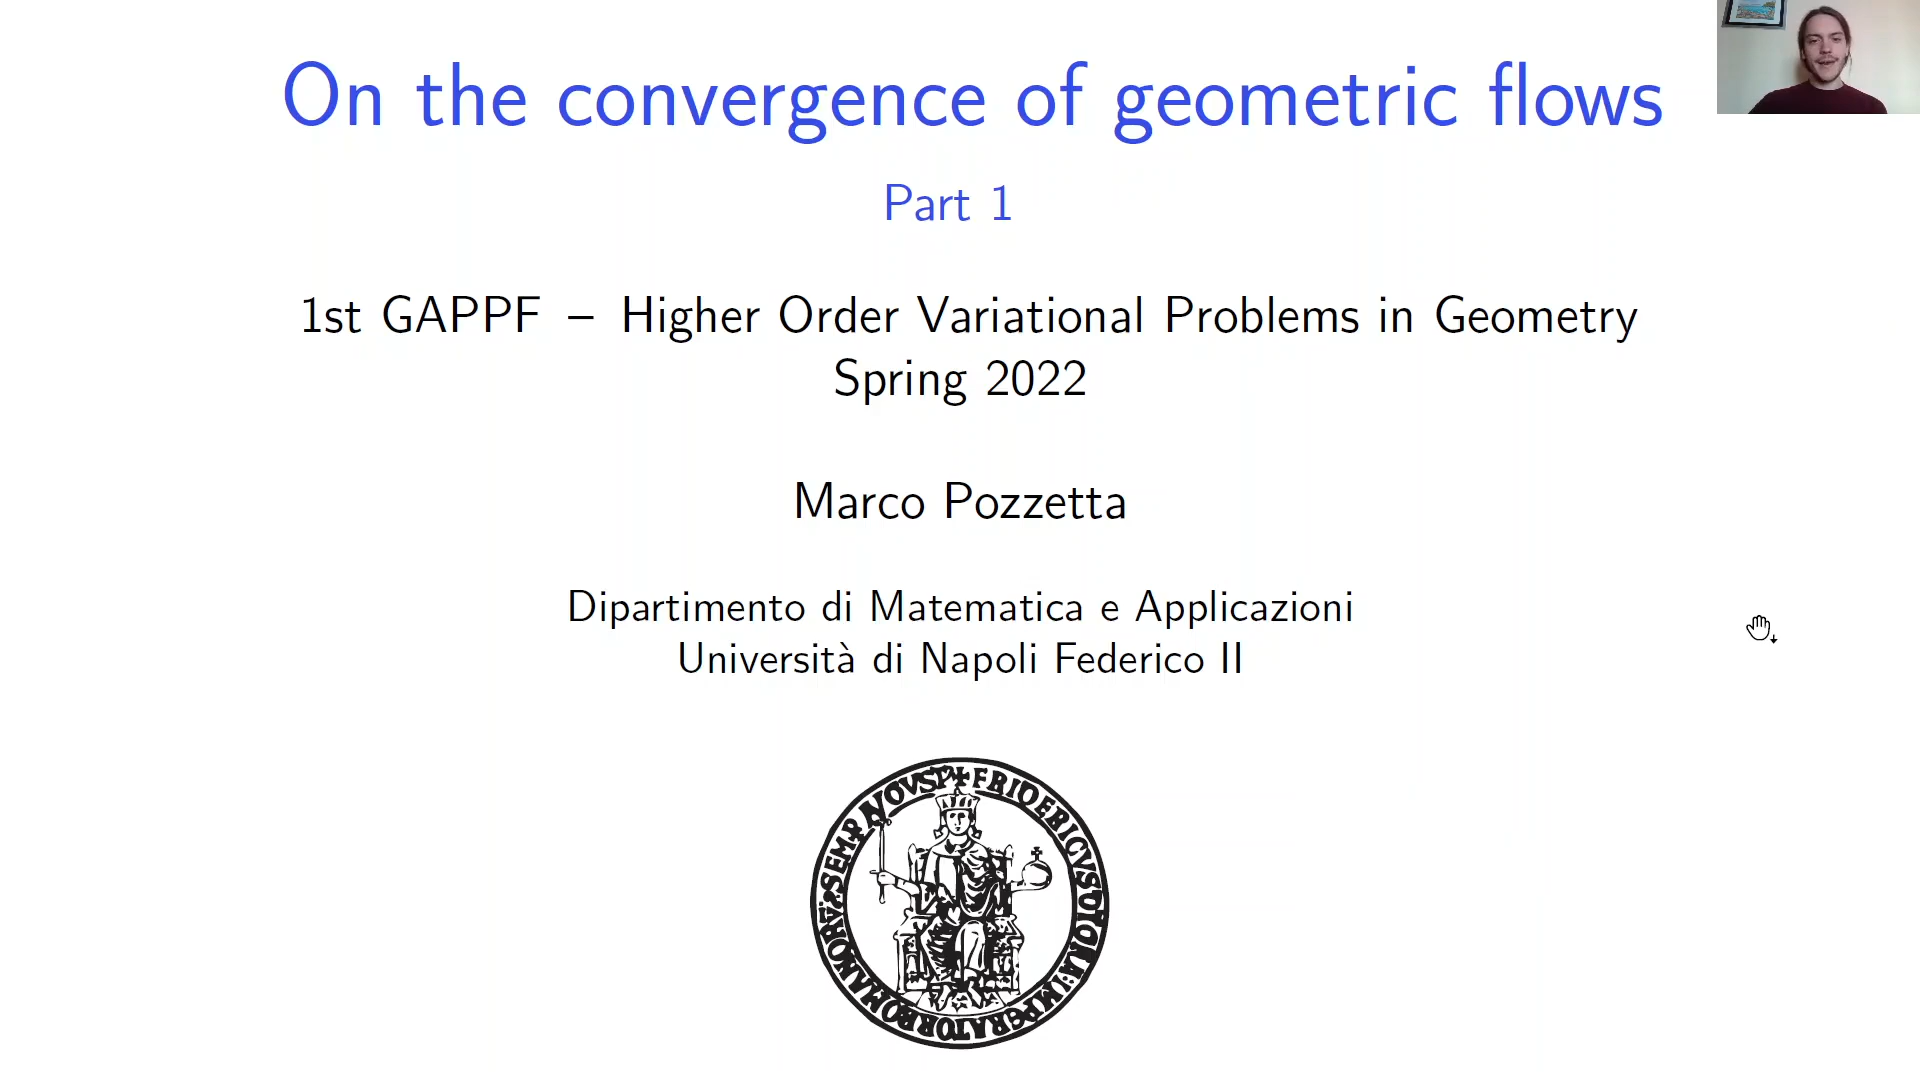 On the convergence of geometric flows
Part 1
1st GAPPF – Higher Order Variational Problems in Geometry
Spring 2022
Marco Pozzetta
Dipartimento di Matematica e Applicazioni
Università di Napoli Federico II